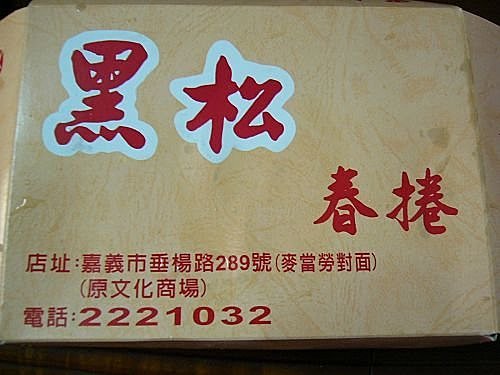 黑松
春捲
店址:嘉義市垂楊路289號(麥當勞對面)
(原文化商場)
電話:2221032